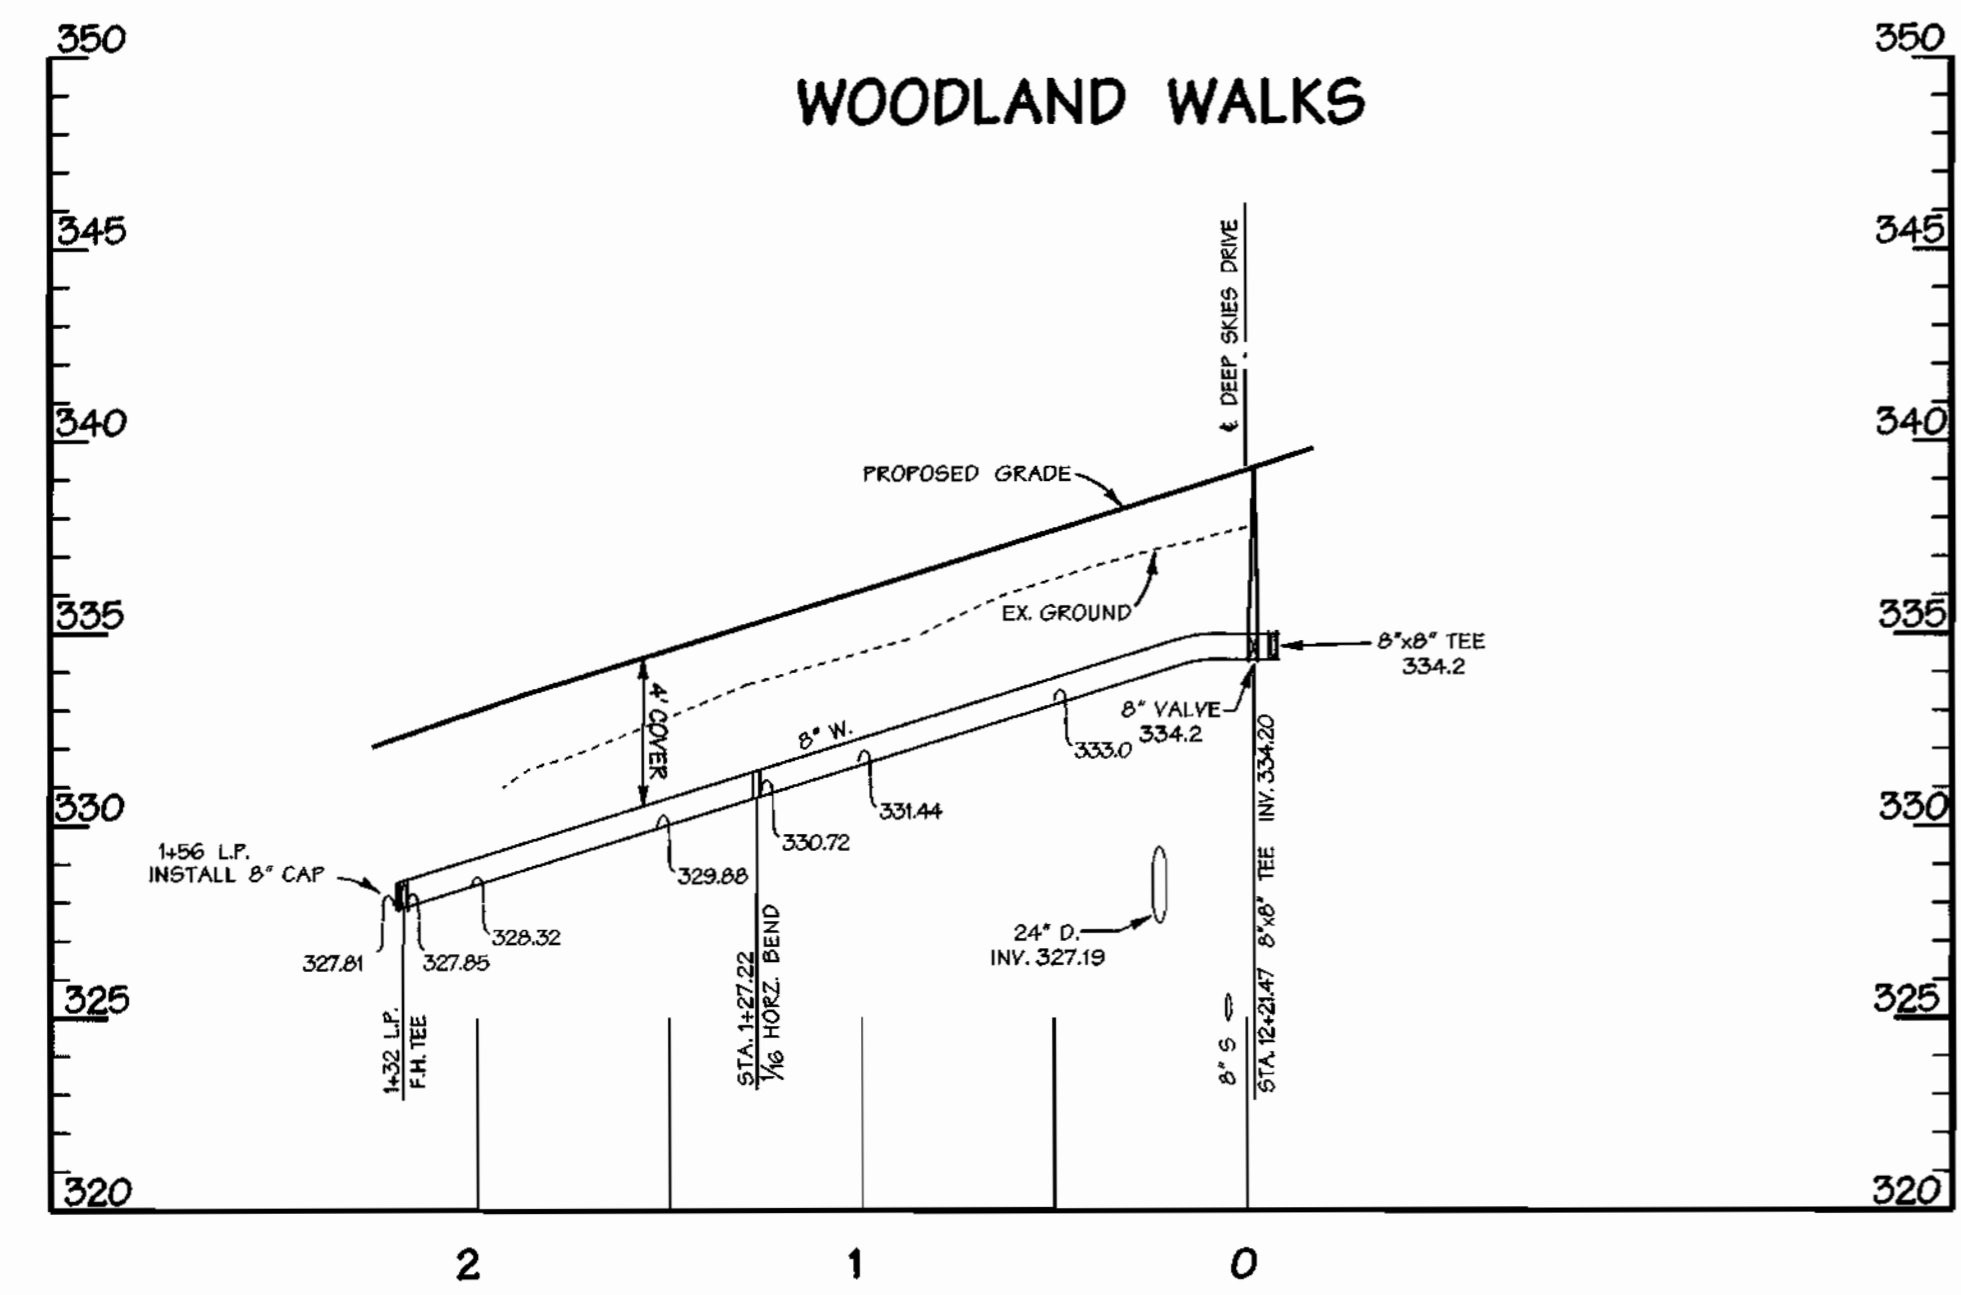 WOODLAND WALKS
350
345
340
335
330
325
320
350
345
340
335
330
325
320
℄ DEEP SKIES DRIVE
PROPOSED GRADE
EX. GROUND
8"x8" TEE
334.2
8" VALVE
334.2
4' COVER
8" W.
333.0
331.44
330.72
329.88
328.32
327.85
327.81
1+56 L.P.
INSTALL 8" CAP
24" D.
INV. 327.19
1+32 L.P.
F.H. TEE
STA. 1+27.22
1/16 HORZ. BEND
8" S
STA. 12+21.47 8"x8" TEE INV. 334.20
2 1 0